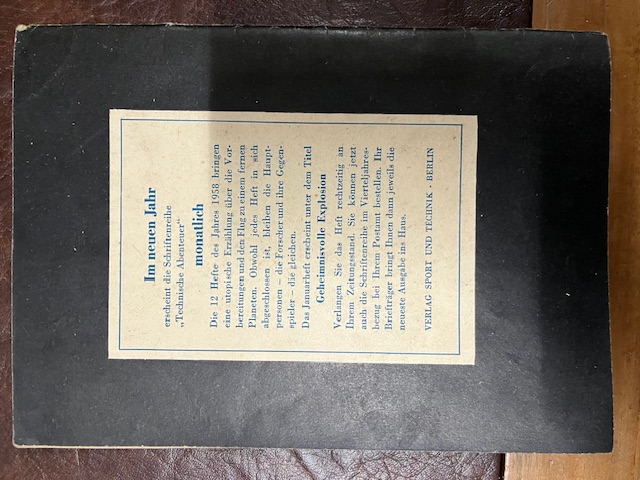 Im neuen Jahr
erscheint die Schriftenreihe
„Technische Abenteuer“
monatlich
Die 12 Hefte des Jahres 1958 bringen
eine utopische Erzählung über die Vor-
bereitungen und den Flug zu einem fernen
Planeten. Obwohl jedes Heft in sich
abgeschlossen ist, bleiben die Haupt-
personen – die Forscher und ihre Gegen-
spieler – die gleichen.
Das Januarheft erscheint unter dem Titel
Geheimnisvolle Explosion
Verlangen Sie das Heft rechtzeitig an
Ihrem Zeitungsstand. Sie können jetzt
auch die Schriftenreihe im Vierteljahres-
bezug bei Ihrem Postamt bestellen. Ihr
Briefträger bringt Ihnen dann jeweils die
neueste Ausgabe ins Haus.
VERLAG SPORT UND TECHNIK · BERLIN